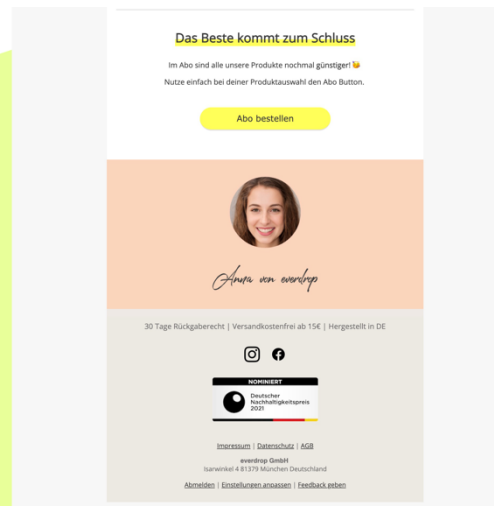 Das Beste kommt zum Schluss
Im Abo sind alle unsere Produkte nochmal günstiger!
Nutze einfach bei deiner Produktauswahl den Abo Button.
Abo bestellen
Anna von everdrop
30 Tage Rückgaberecht | Versandkostenfrei ab 15€ | Hergestellt in DE
NOMINIERT
Deutscher
Nachhaltigkeitspreis
2021
Impressum | Datenschutz | AGB
everdrop GmbH
Isarwinkel 4 81379 München Deutschland
Abmelden | Einstellungen anpassen | Feedback geben